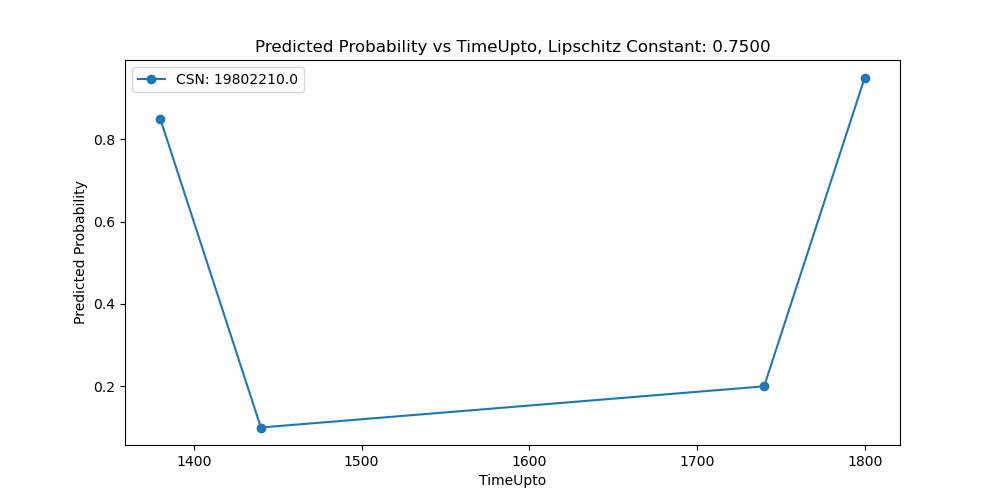 Predicted Probability vs TimeUpto, Lipschitz Constant: 0.7500
CSN: 19802210.0
Predicted Probability
0.8
0.6
0.4
0.2
1400 1500 1600 1700 1800
TimeUpto